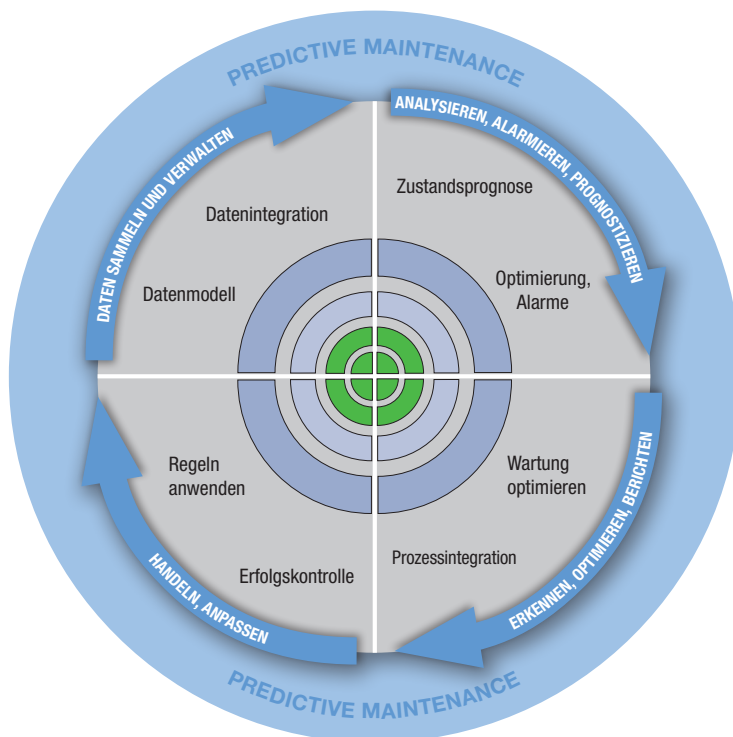 PREDICTIVE MAINTENANCE
DATEN SAMMELN UND VERWALTEN
ANALYSIEREN, ALARMIEREN, PROGNOSTIZIEREN
Datenintegration
Datenmodell
Zustandsprognose
Optimierung,
Alarme
Regeln
anwenden
Erfolgskontrolle
Wartung
optimieren
Prozessintegration
HANDELN, ANPASSEN
ERKENNEN, OPTIMIEREN, BERICHTEN
PREDICTIVE MAINTENANCE